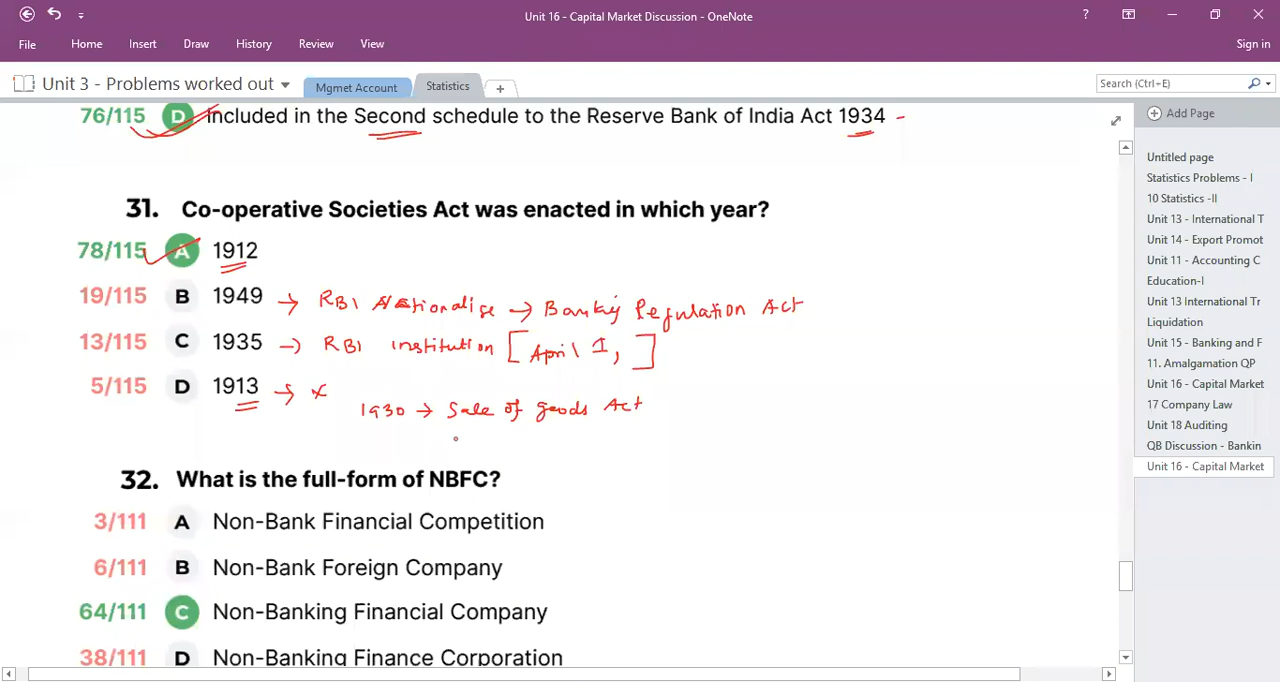 Unit 16 - Capital Market Discussion - OneNote
?
File Home Insert Draw History Review View Sign in
Unit 3 - Problems worked out Mgmet Account Statistics + Search (Ctrl+E)
Add Page
Untitled page
Statistics Problems - I
10 Statistics -II
Unit 13 - International T
Unit 14 - Export Promot
Unit 11 - Accounting C
Education-I
Unit 13 International Tr
Liquidation
Unit 15 - Banking and F
11. Amalgamation QP
Unit 16 - Capital Market
17 Company Law
Unit 18 Auditing
QB Discussion - Bankin
Unit 16 - Capital Market
76/115 D Included in the Second schedule to the Reserve Bank of India Act 1934 -
31. Co-operative Societies Act was enacted in which year?
78/115 A 1912
19/115 B 1949 → RBI Nationalise → Banking Regulation Act
13/115 C 1935 → RBI institution [April 1, ]
5/115 D 1913 → x
1930 → Sale of goods Act
32. What is the full-form of NBFC?
3/111 A Non-Bank Financial Competition
6/111 B Non-Bank Foreign Company
64/111 C Non-Banking Financial Company
38/111 D Non-Banking Finance Corporation